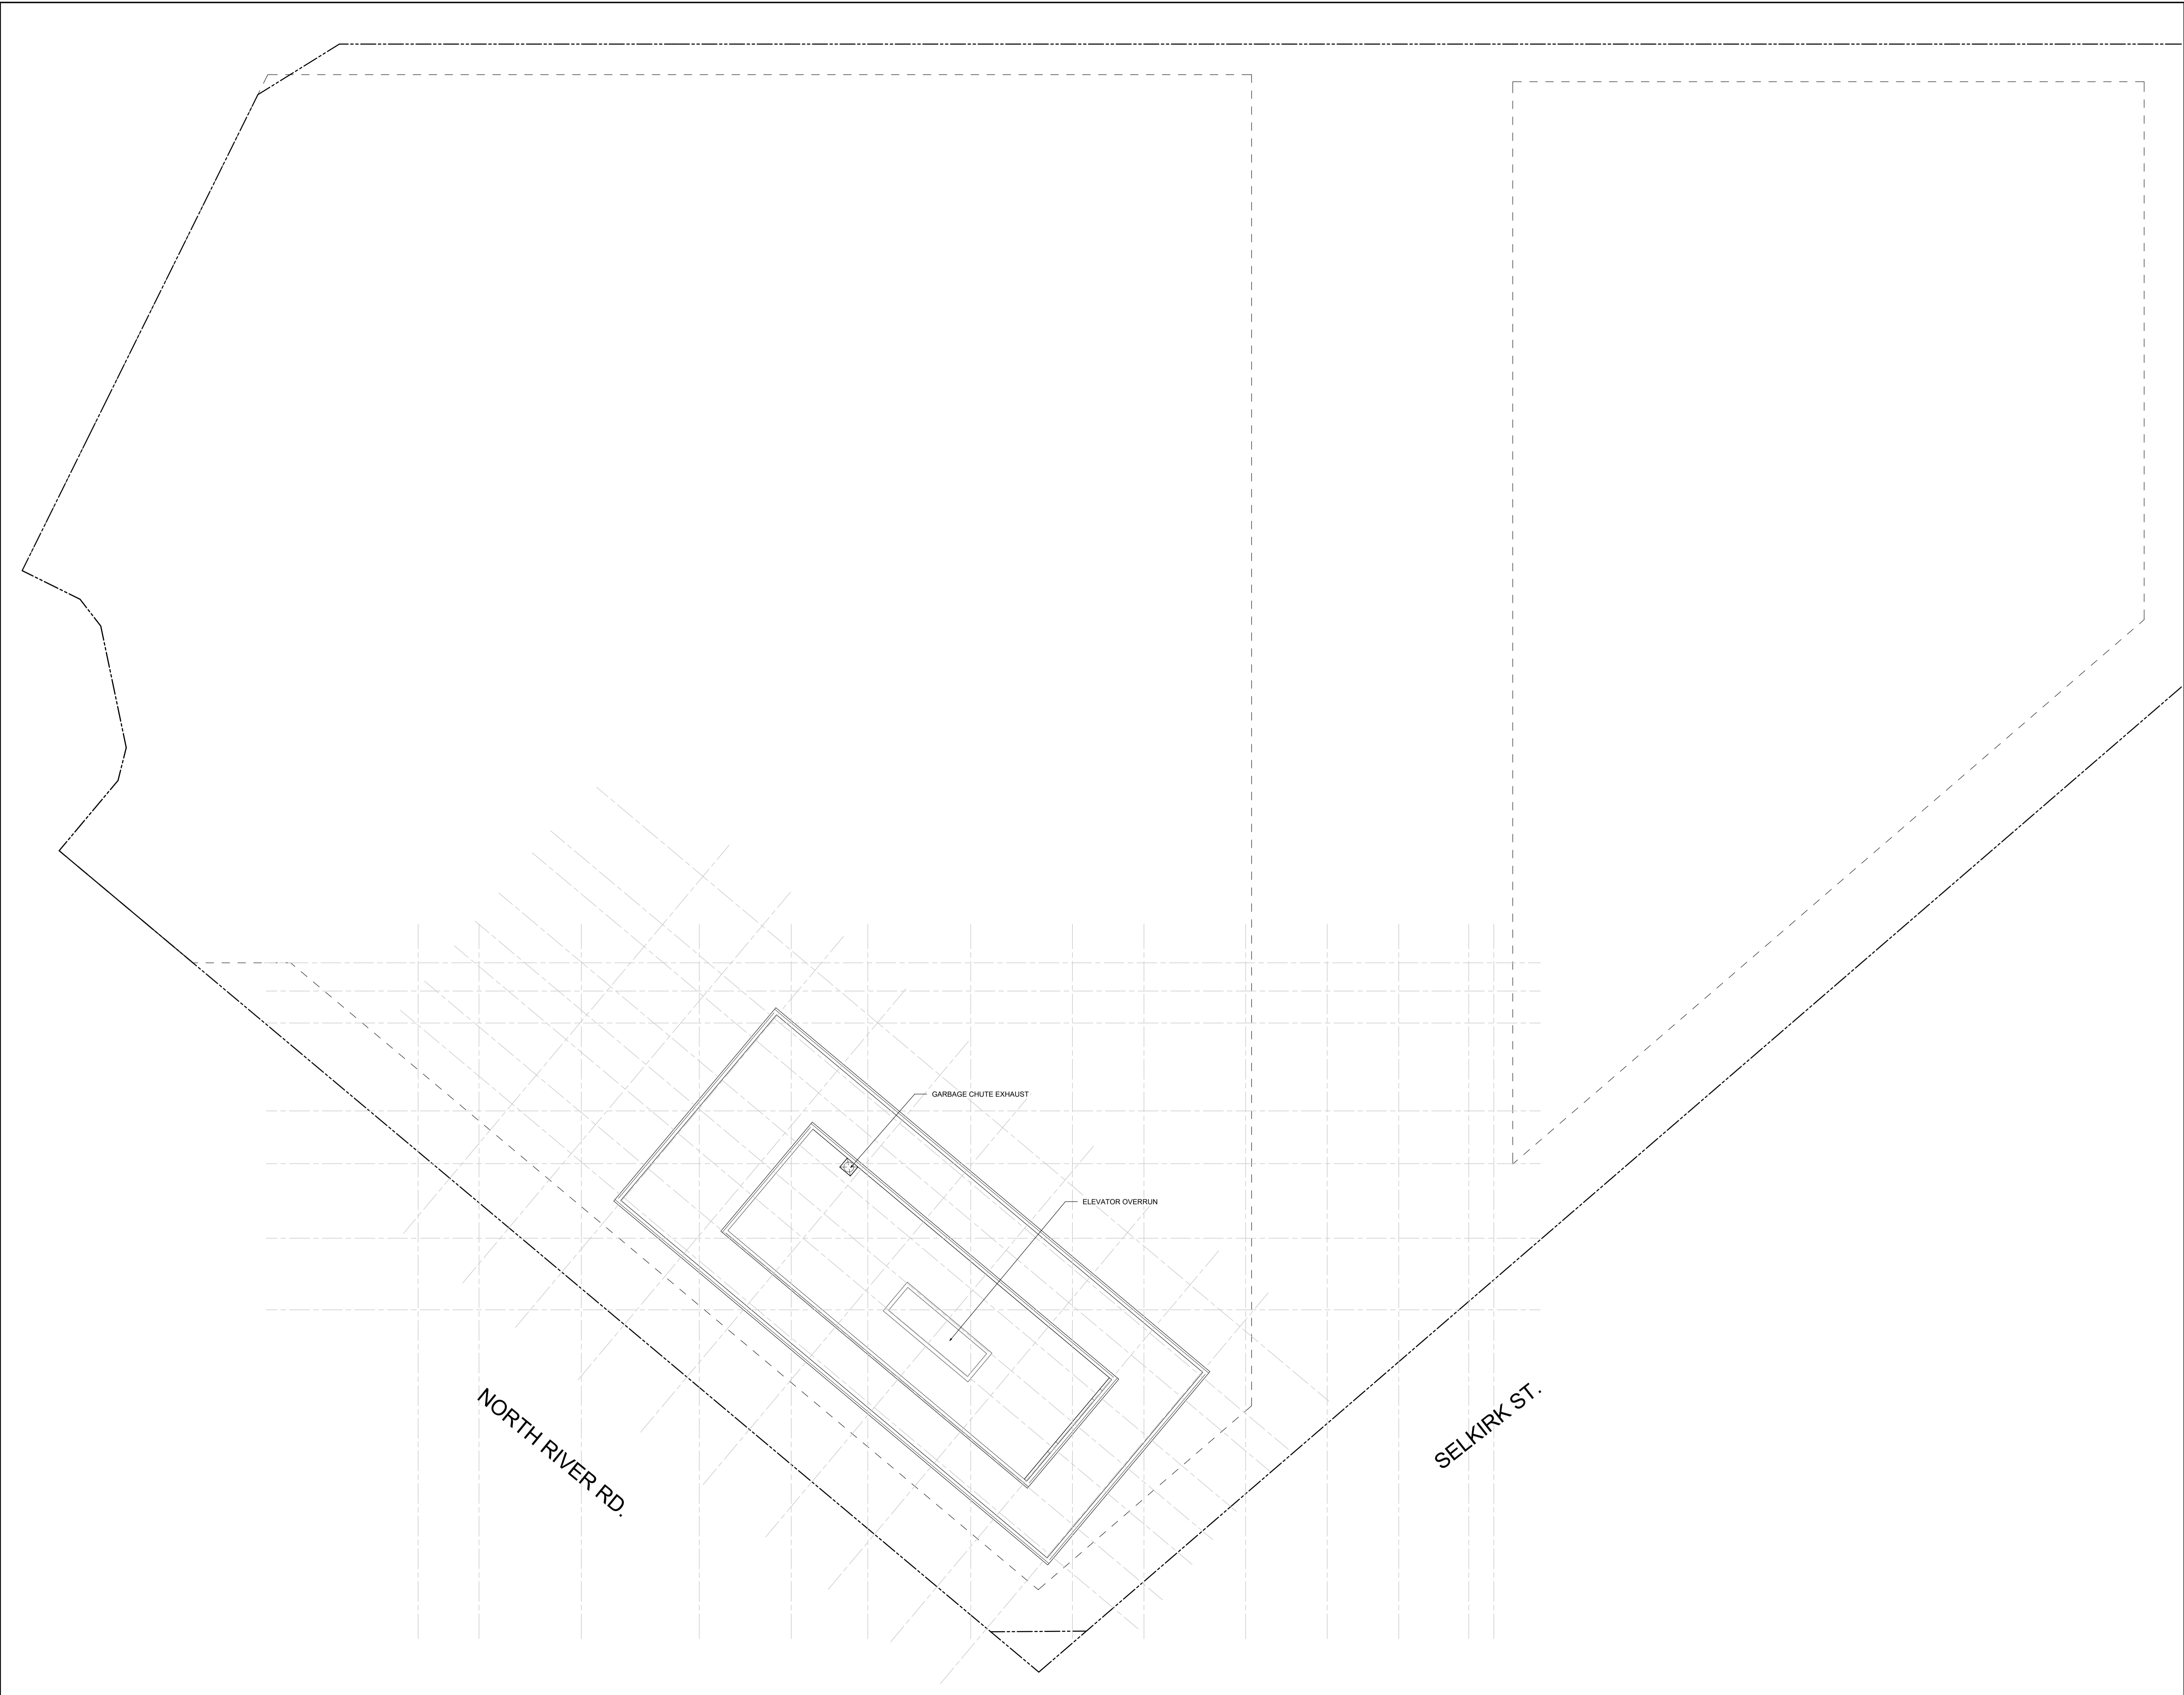 GARBAGE CHUTE EXHAUST
ELEVATOR OVERRUN
NORTH RIVER RD.
SELKIRK ST.